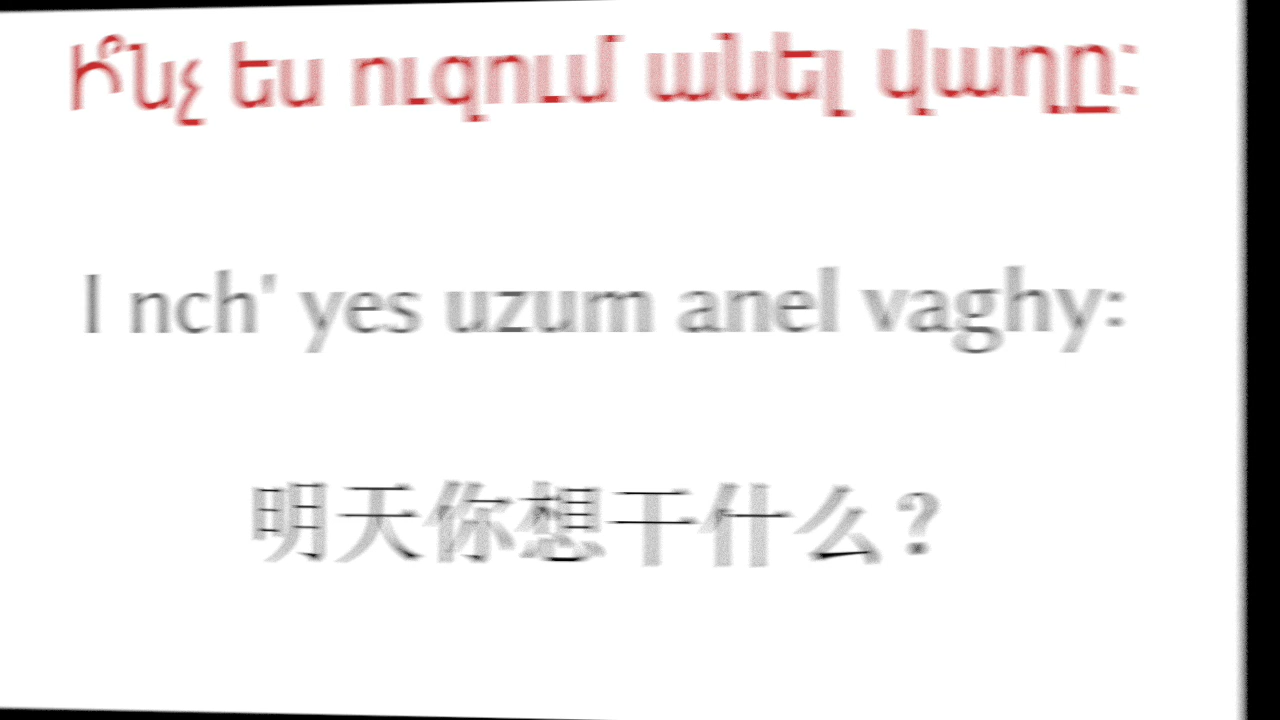 Ի՞նչ ես ուզում անել վաղը:
I nch' yes uzum anel vaghy:
明天你想干什么？